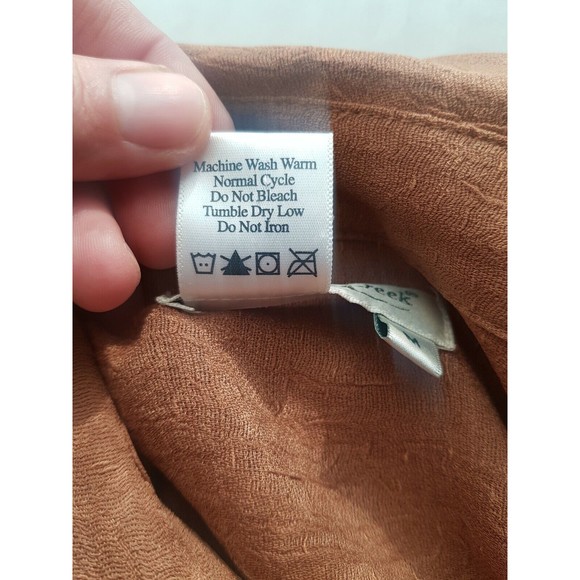 Machine Wash Warm
Normal Cycle
Do Not Bleach
Tumble Dry Low
Do Not Iron